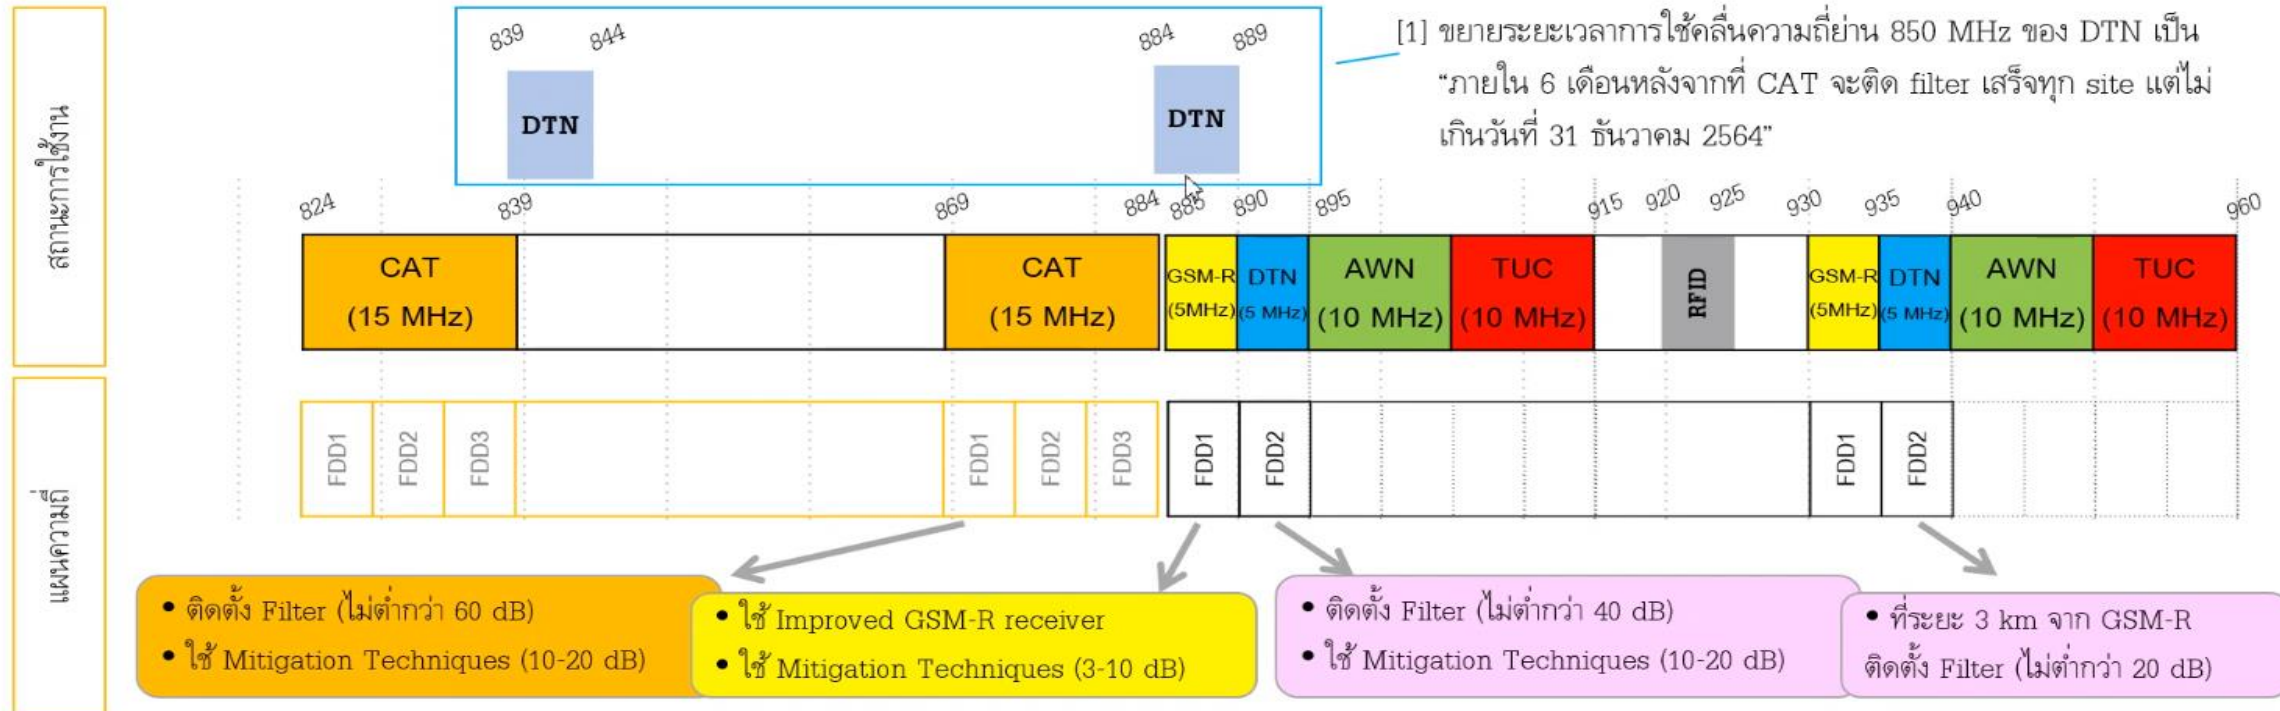 839
844
884
889
DTN
DTN
[1] ขยายระยะเวลาการใช้คลื่นความถี่ย่าน 850 MHz ของ DTN เป็น
“ภายใน 6 เดือนหลังจากที่ CAT จะติด filter เสร็จทุก site แต่ไม่
เกินวันที่ 31 ธันวาคม 2564”
สถานะการใช้งาน
824
839
869
884
885
890
895
915
920
925
930
935
940
960
CAT
(15 MHz)
CAT
(15 MHz)
GSM-R
(5MHz)
DTN
(5 MHz)
AWN
(10 MHz)
TUC
(10 MHz)
RFID
GSM-R
(5MHz)
DTN
(5 MHz)
AWN
(10 MHz)
TUC
(10 MHz)
แผนความถี่
FDD1
FDD2
FDD3
FDD1
FDD2
FDD3
FDD1
FDD2
FDD1
FDD2
• ติดตั้ง Filter (ไม่ต่ำกว่า 60 dB)
• ใช้ Mitigation Techniques (10-20 dB)
• ใช้ Improved GSM-R receiver
• ใช้ Mitigation Techniques (3-10 dB)
• ติดตั้ง Filter (ไม่ต่ำกว่า 40 dB)
• ใช้ Mitigation Techniques (10-20 dB)
• ที่ระยะ 3 km จาก GSM-R
ติดตั้ง Filter (ไม่ต่ำกว่า 20 dB)